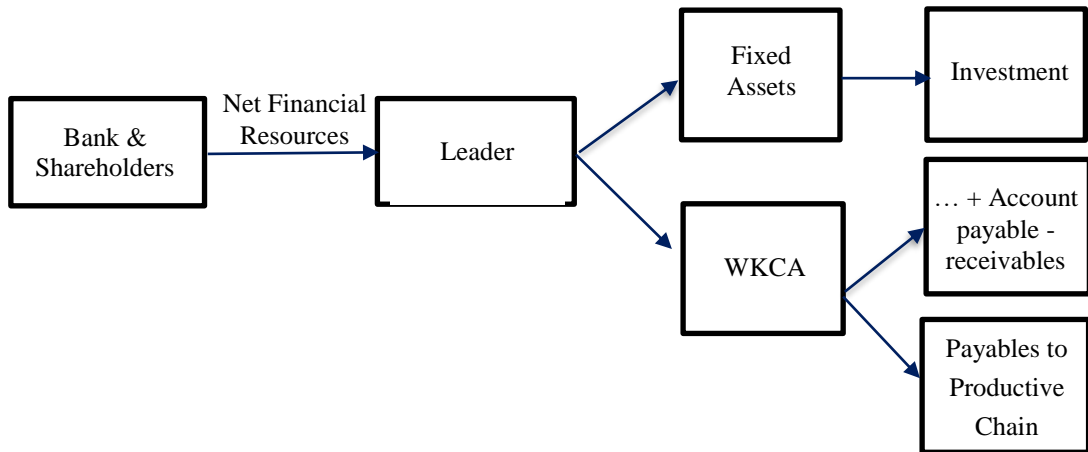 Bank &
Shareholders
Net Financial
Resources
Leader
Fixed
Assets
Investment
WKCA
… + Account
payable -
receivables
Payables to
Productive
Chain